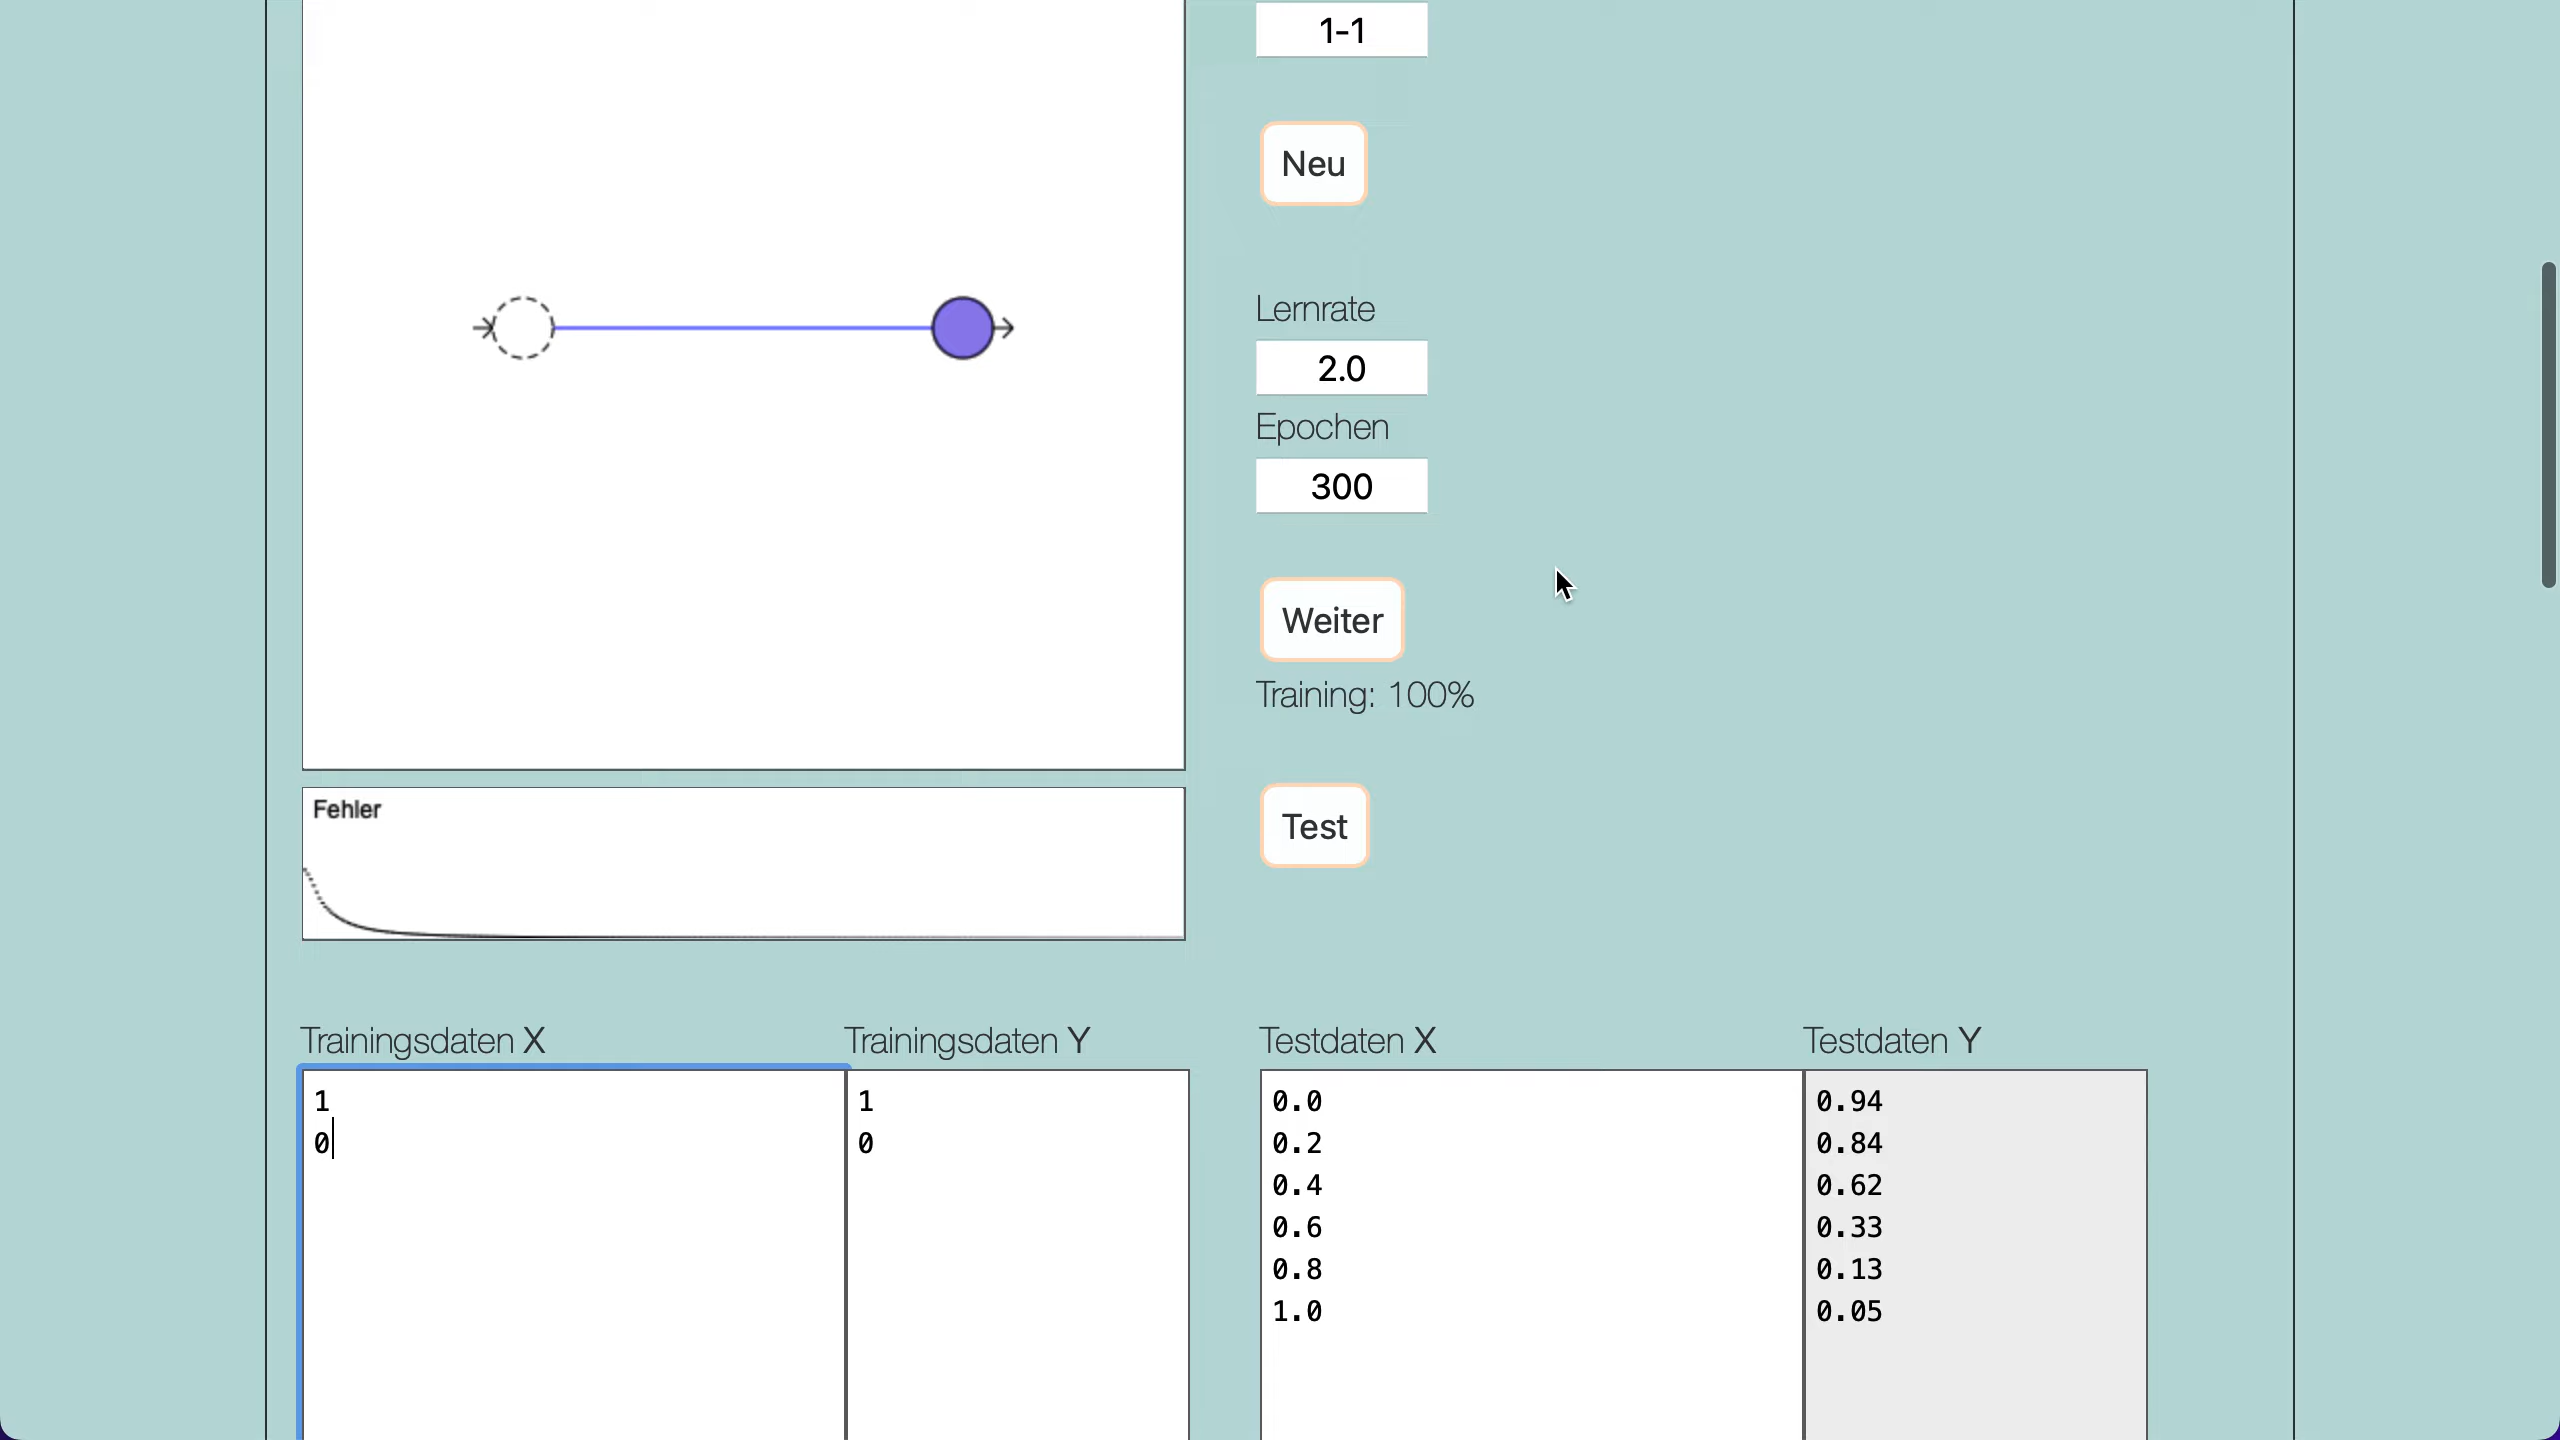 1-1
Neu
Lernrate
2.0
Epochen
300
Weiter
Training: 100%
Test
Fehler
Trainingsdaten X
1
0
Trainingsdaten Y
1
0
Testdaten X
0.0
0.2
0.4
0.6
0.8
1.0
Testdaten Y
0.94
0.84
0.62
0.33
0.13
0.05